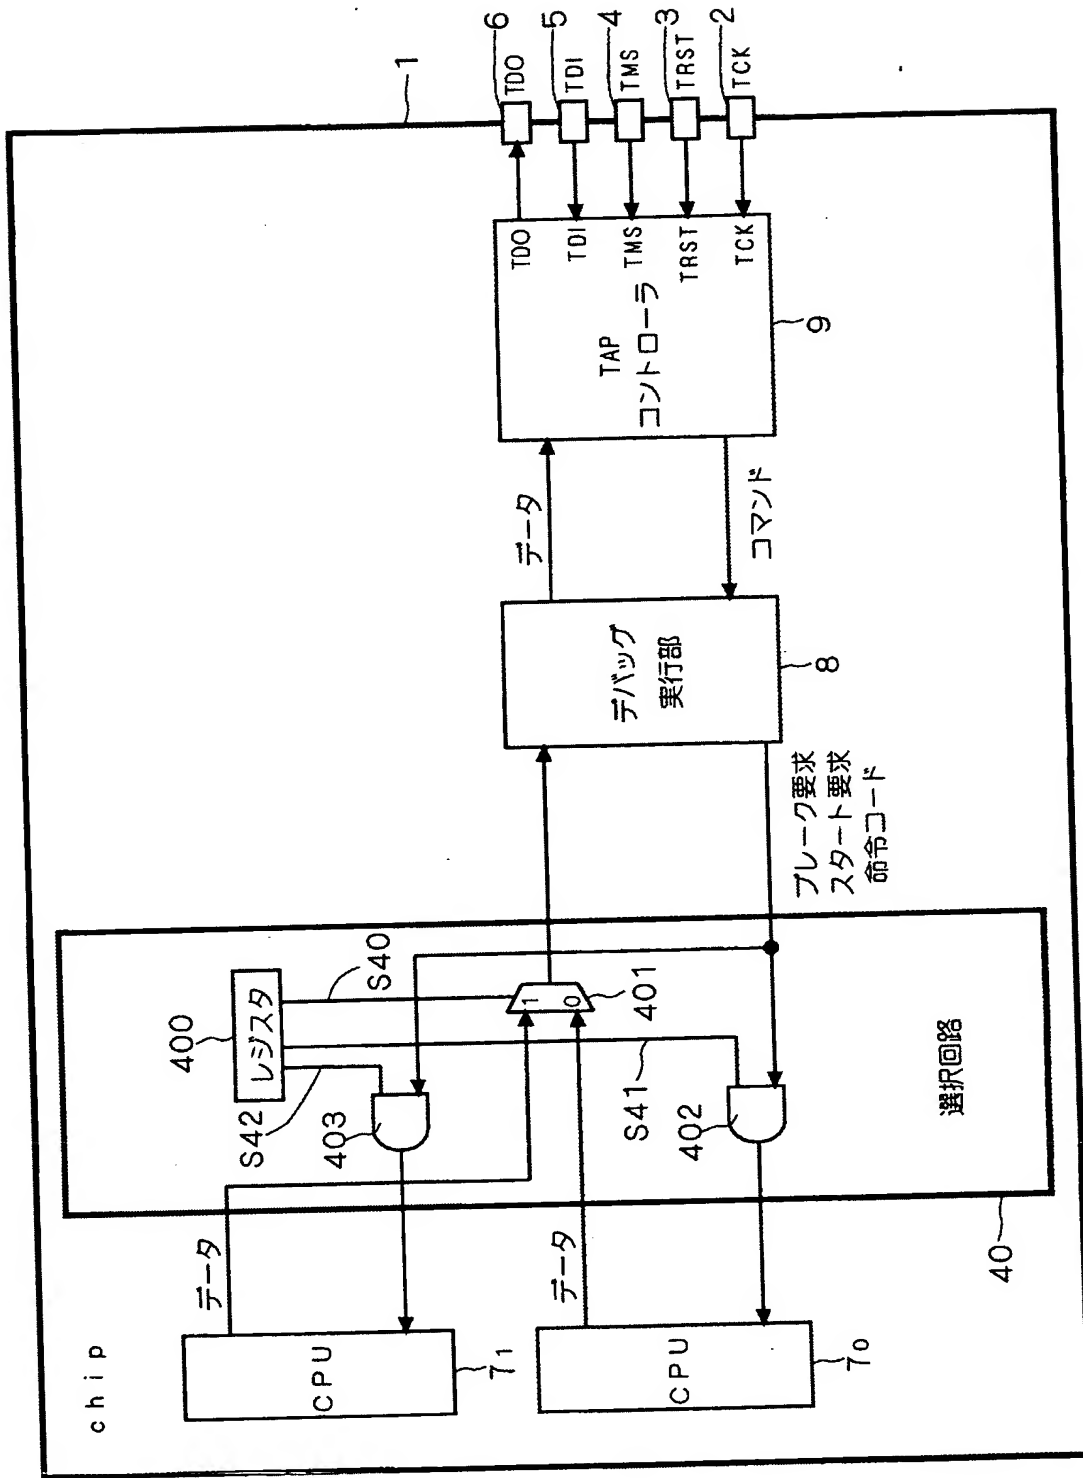 chip
1
CPU
7₁
データ
CPU
7₀
データ
40
選択回路
レジスタ
400
S42
403
S40
S41
402
1
0
401
ブレーク要求
スタート要求
命令コード
デバッグ
実行部
8
データ
コマンド
TAP
コントローラ
9
TDO
TDI
TMS
TRST
TCK
6
TDO
5
TDI
4
TMS
3
TRST
2
TCK